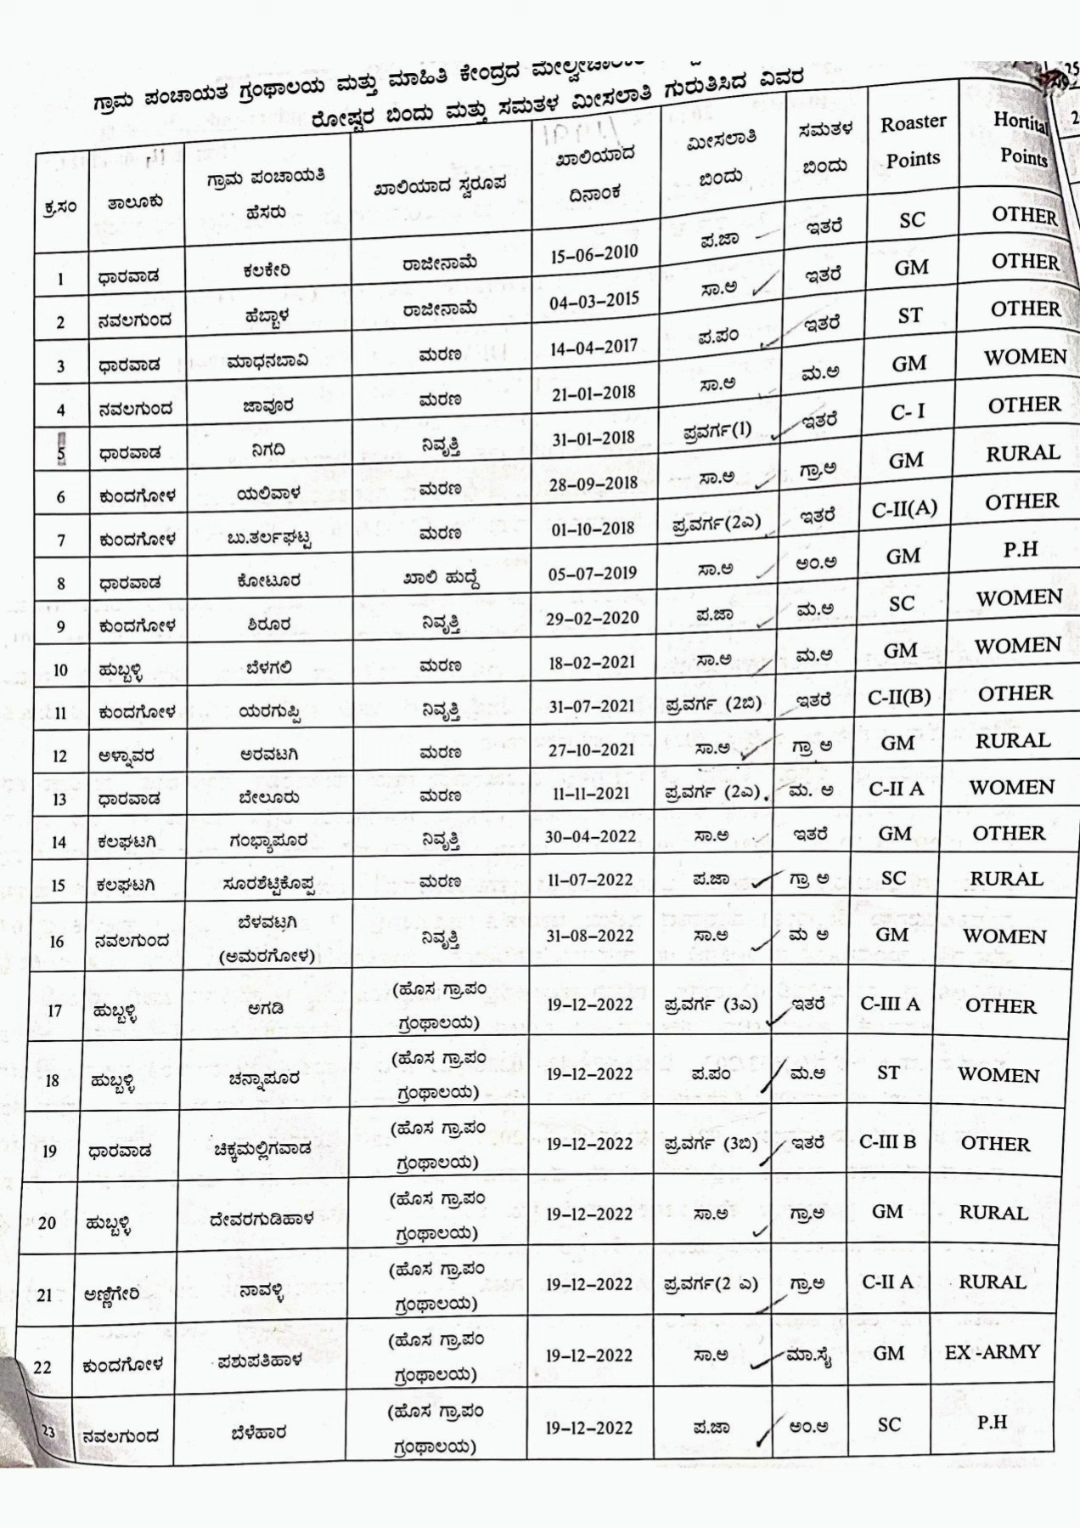 ಗ್ರಾಮ ಪಂಚಾಯತ ಗ್ರಂಥಾಲಯ ಮತ್ತು ಮಾಹಿತಿ ಕೇಂದ್ರದ
ರೋಷ್ಟರ ಬಿಂದು ಮತ್ತು ಸಮತಳ ಮೀಸಲಾತಿ ಗುರುತಿಸಿದ ವಿವರ
ಕ್ರ.ಸಂ ತಾಲೂಕು ಗ್ರಾಮ ಪಂಚಾಯತಿ ಹೆಸರು ಖಾಲಿಯಾದ ಸ್ವರೂಪ ಖಾಲಿಯಾದ ದಿನಾಂಕ ಮೀಸಲಾತಿ ಬಿಂದು ಸಮತಳ ಬಿಂದು Roaster Points Hortital Points
1 ಧಾರವಾಡ ಕಲಕೇರಿ ರಾಜೀನಾಮೆ 15-06-2010 ಪ.ಜಾ ಇತರೆ SC OTHER
2 ನವಲಗುಂದ ಹೆಬ್ಬಾಳ ರಾಜೀನಾಮೆ 04-03-2015 ಸಾ.ಅ ಇತರೆ GM OTHER
3 ಧಾರವಾಡ ಮಾಧನಬಾವಿ ಮರಣ 14-04-2017 ಪ.ಪಂ ಇತರೆ ST OTHER
4 ನವಲಗುಂದ ಜಾವೂರ ಮರಣ 21-01-2018 ಸಾ.ಅ ಮ.ಅ GM WOMEN
5 ಧಾರವಾಡ ನಿಗದಿ ನಿವೃತ್ತಿ 31-01-2018 ಪ್ರವರ್ಗ(1) ಇತರೆ C- I OTHER
6 ಕುಂದಗೋಳ ಯಲಿವಾಳ ಮರಣ 28-09-2018 ಸಾ.ಅ ಗ್ರಾ.ಅ GM RURAL
7 ಕುಂದಗೋಳ ಬು.ತರ್ಲಘಟ್ಟ ಮರಣ 01-10-2018 ಪ್ರವರ್ಗ(2ಎ) ಇತರೆ C-II(A) OTHER
8 ಧಾರವಾಡ ಕೋಟೂರ ಖಾಲಿ ಹುದ್ದೆ 05-07-2019 ಸಾ.ಅ ಅಂ.ಅ GM P.H
9 ಕುಂದಗೋಳ ಶಿರೂರ ನಿವೃತ್ತಿ 29-02-2020 ಪ.ಜಾ ಮ.ಅ SC WOMEN
10 ಹುಬ್ಬಳ್ಳಿ ಬೆಳಗಲಿ ಮರಣ 18-02-2021 ಸಾ.ಅ ಮ.ಅ GM WOMEN
11 ಕುಂದಗೋಳ ಯರಗುಪ್ಪಿ ನಿವೃತ್ತಿ 31-07-2021 ಪ್ರವರ್ಗ (2ಬಿ) ಇತರೆ C-II(B) OTHER
12 ಅಳ್ನಾವರ ಅರವಟಗಿ ಮರಣ 27-10-2021 ಸಾ.ಅ ಗ್ರಾ ಅ GM RURAL
13 ಧಾರವಾಡ ಬೇಲೂರು ಮರಣ 11-11-2021 ಪ್ರವರ್ಗ (2ಎ). ಮ. ಅ C-II A WOMEN
14 ಕಲಘಟಗಿ ಗಂಭ್ಯಾಪೂರ ನಿವೃತ್ತಿ 30-04-2022 ಸಾ.ಅ ಇತರೆ GM OTHER
15 ಕಲಘಟಗಿ ಸೂರಶೆಟ್ಟಿಕೊಪ್ಪ ಮರಣ 11-07-2022 ಪ.ಜಾ ಗ್ರಾ ಅ SC RURAL
16 ನವಲಗುಂದ ಬೆಳವಟಗಿ (ಅಮರಗೋಳ) ನಿವೃತ್ತಿ 31-08-2022 ಸಾ.ಅ ಮ ಅ GM WOMEN
17 ಹುಬ್ಬಳ್ಳಿ ಅಗಡಿ (ಹೊಸ ಗ್ರಾ.ಪಂ ಗ್ರಂಥಾಲಯ) 19-12-2022 ಪ್ರವರ್ಗ (3ಎ) ಇತರೆ C-III A OTHER
18 ಹುಬ್ಬಳ್ಳಿ ಚನ್ನಾಪೂರ (ಹೊಸ ಗ್ರಾ.ಪಂ ಗ್ರಂಥಾಲಯ) 19-12-2022 ಪ.ಪಂ ಮ.ಅ ST WOMEN
19 ಧಾರವಾಡ ಚಿಕ್ಕಮಲ್ಲಿಗವಾಡ (ಹೊಸ ಗ್ರಾ.ಪಂ ಗ್ರಂಥಾಲಯ) 19-12-2022 ಪ್ರವರ್ಗ (3ಬಿ) ಇತರೆ C-III B OTHER
20 ಹುಬ್ಬಳ್ಳಿ ದೇವರಗುಡಿಹಾಳ (ಹೊಸ ಗ್ರಾ.ಪಂ ಗ್ರಂಥಾಲಯ) 19-12-2022 ಸಾ.ಅ ಗ್ರಾ.ಅ GM RURAL
21 ಅಣ್ಣಿಗೇರಿ ನಾವಳ್ಳಿ (ಹೊಸ ಗ್ರಾ.ಪಂ ಗ್ರಂಥಾಲಯ) 19-12-2022 ಪ್ರವರ್ಗ(2 ಎ) ಗ್ರಾ.ಅ C-II A RURAL
22 ಕುಂದಗೋಳ ಪಶುಪತಿಹಾಳ (ಹೊಸ ಗ್ರಾ.ಪಂ ಗ್ರಂಥಾಲಯ) 19-12-2022 ಸಾ.ಅ ಮಾ.ಸೈ GM EX -ARMY
23 ನವಲಗುಂದ ಬೆಳೆಹಾರ (ಹೊಸ ಗ್ರಾ.ಪಂ ಗ್ರಂಥಾಲಯ) 19-12-2022 ಪ.ಜಾ ಅಂ.ಅ SC P.H